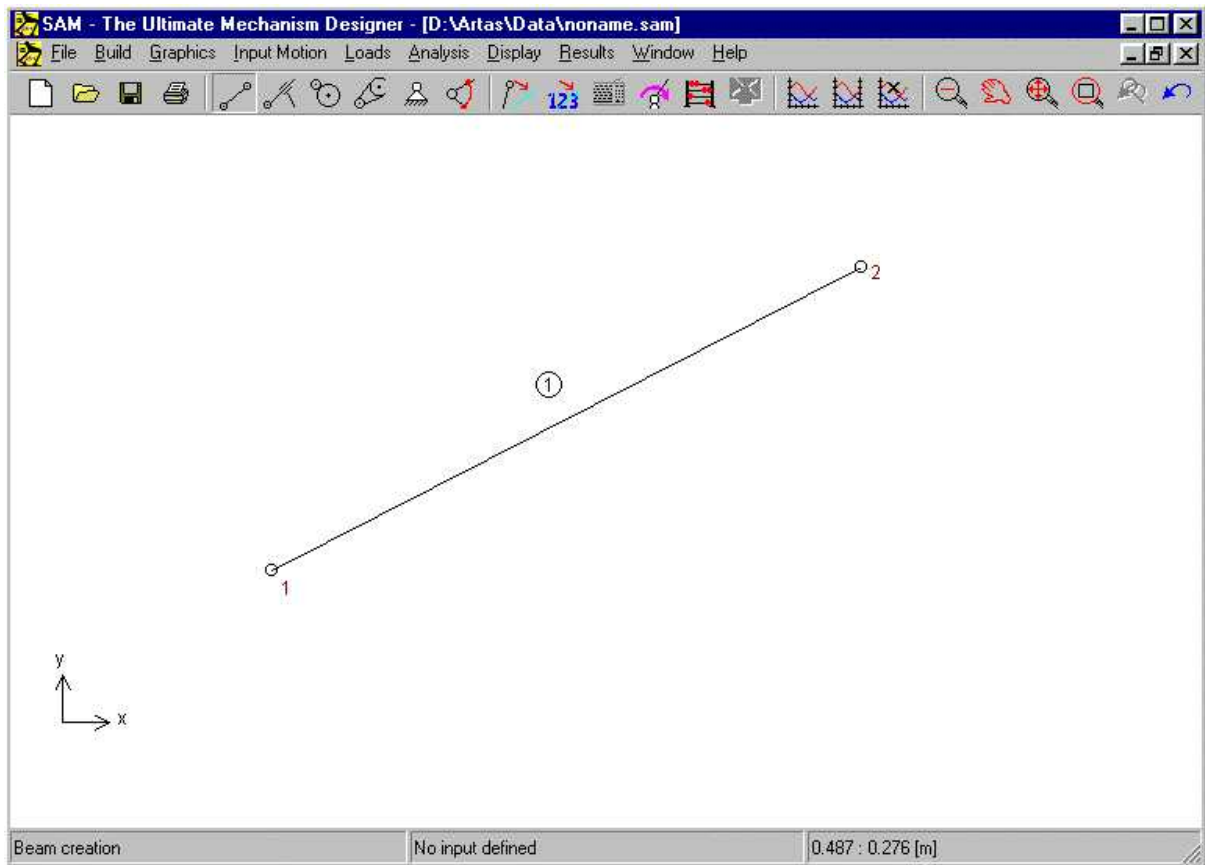 SAM - The Ultimate Mechanism Designer - [D:\Artas\Data\noname.sam]
File Build Graphics Input Motion Loads Analysis Display Results Window Help
123
2
1
1
y
x
Beam creation No input defined 0.487 : 0.276 [m]